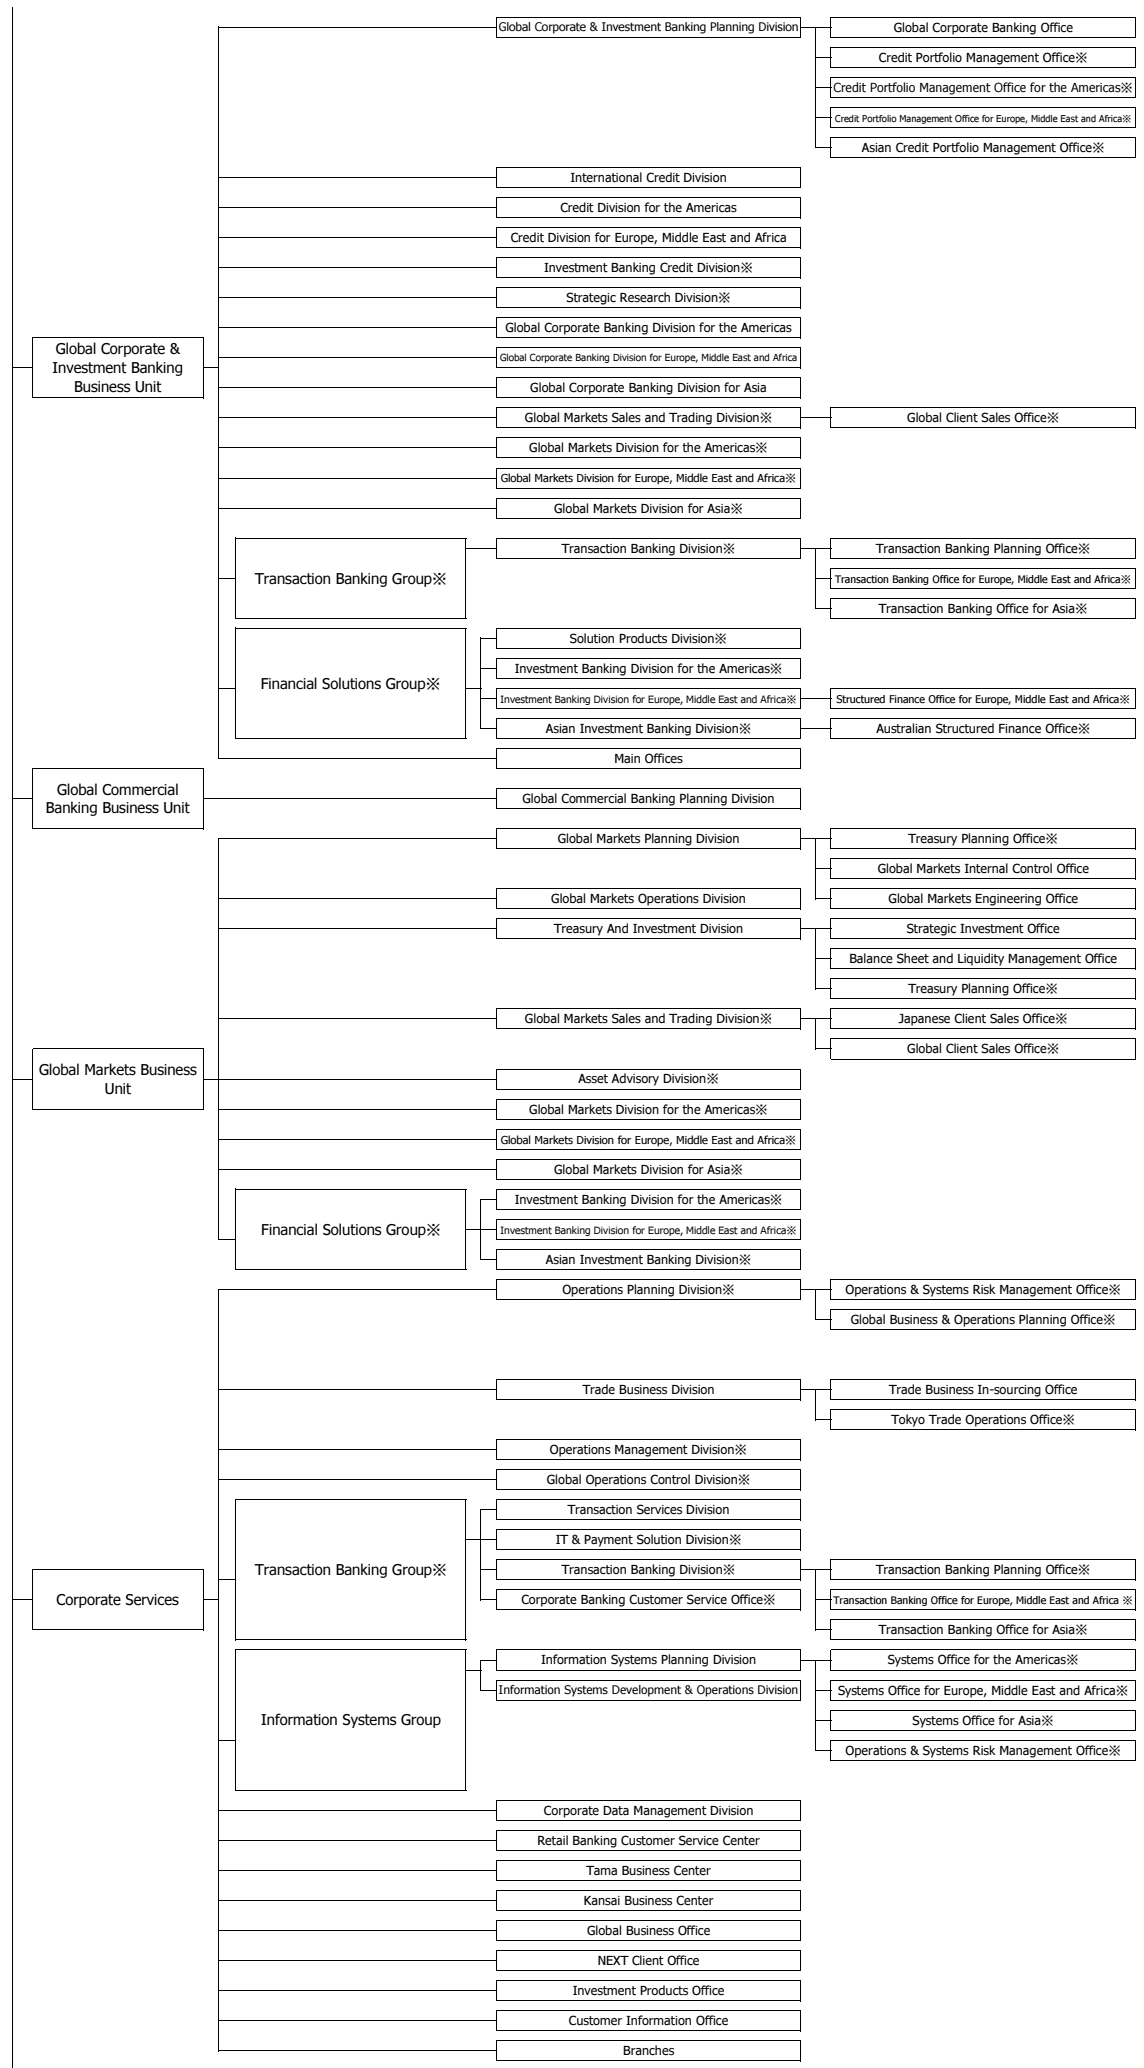 Global Corporate & Investment Banking Planning Division
Global Corporate Banking Office
Credit Portfolio Management Office※
Credit Portfolio Management Office for the Americas※
Credit Portfolio Management Office for Europe, Middle East and Africa※
Asian Credit Portfolio Management Office※
International Credit Division
Credit Division for the Americas
Credit Division for Europe, Middle East and Africa
Investment Banking Credit Division※
Strategic Research Division※
Global Corporate Banking Division for the Americas
Global Corporate &
Investment Banking
Business Unit
Global Corporate Banking Division for Europe, Middle East and Africa
Global Corporate Banking Division for Asia
Global Markets Sales and Trading Division※
Global Client Sales Office※
Global Markets Division for the Americas※
Global Markets Division for Europe, Middle East and Africa※
Global Markets Division for Asia※
Transaction Banking Group※
Transaction Banking Division※
Transaction Banking Planning Office※
Transaction Banking Office for Europe, Middle East and Africa※
Transaction Banking Office for Asia※
Financial Solutions Group※
Solution Products Division※
Investment Banking Division for the Americas※
Investment Banking Division for Europe, Middle East and Africa※
Structured Finance Office for Europe, Middle East and Africa※
Asian Investment Banking Division※
Australian Structured Finance Office※
Main Offices
Global Commercial
Banking Business Unit
Global Commercial Banking Planning Division
Global Markets Planning Division
Treasury Planning Office※
Global Markets Internal Control Office
Global Markets Engineering Office
Global Markets Operations Division
Treasury And Investment Division
Strategic Investment Office
Balance Sheet and Liquidity Management Office
Treasury Planning Office※
Global Markets Sales and Trading Division※
Japanese Client Sales Office※
Global Client Sales Office※
Global Markets Business
Unit
Asset Advisory Division※
Global Markets Division for the Americas※
Global Markets Division for Europe, Middle East and Africa※
Global Markets Division for Asia※
Financial Solutions Group※
Investment Banking Division for the Americas※
Investment Banking Division for Europe, Middle East and Africa※
Asian Investment Banking Division※
Operations Planning Division※
Operations & Systems Risk Management Office※
Global Business & Operations Planning Office※
Trade Business Division
Trade Business In-sourcing Office
Tokyo Trade Operations Office※
Operations Management Division※
Global Operations Control Division※
Corporate Services
Transaction Banking Group※
Transaction Services Division
IT & Payment Solution Division※
Transaction Banking Division※
Transaction Banking Planning Office※
Corporate Banking Customer Service Office※
Transaction Banking Office for Europe, Middle East and Africa ※
Transaction Banking Office for Asia※
Information Systems Group
Information Systems Planning Division
Systems Office for the Americas※
Information Systems Development & Operations Division
Systems Office for Europe, Middle East and Africa※
Systems Office for Asia※
Operations & Systems Risk Management Office※
Corporate Data Management Division
Retail Banking Customer Service Center
Tama Business Center
Kansai Business Center
Global Business Office
NEXT Client Office
Investment Products Office
Customer Information Office
Branches